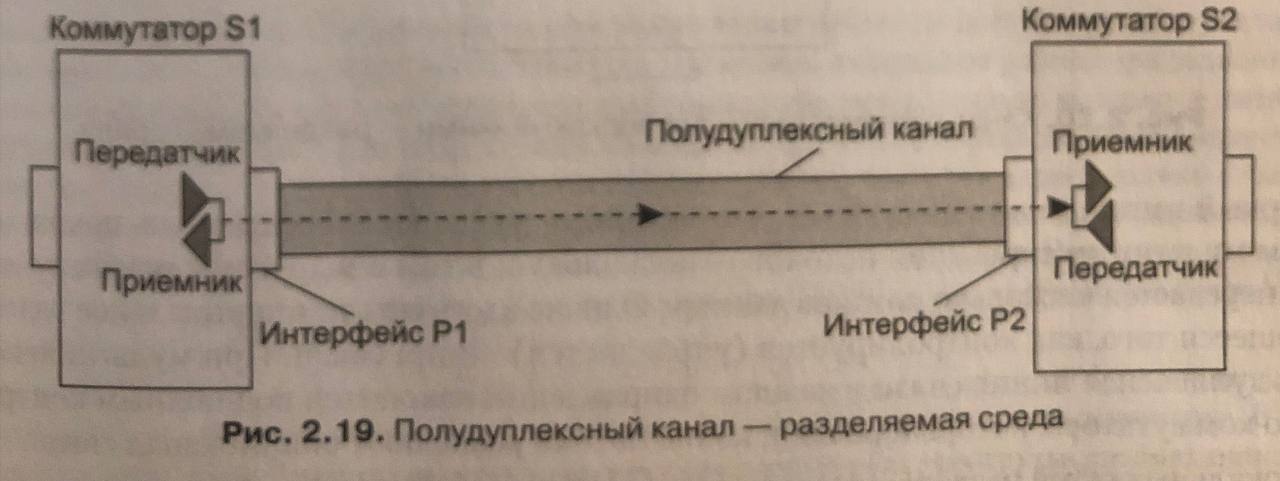 Коммутатор S1
Коммутатор S2
Передатчик
Полудуплексный канал
Приемник
Приемник
Передатчик
Интерфейс P1
Интерфейс P2
Рис. 2.19. Полудуплексный канал — разделяемая среда